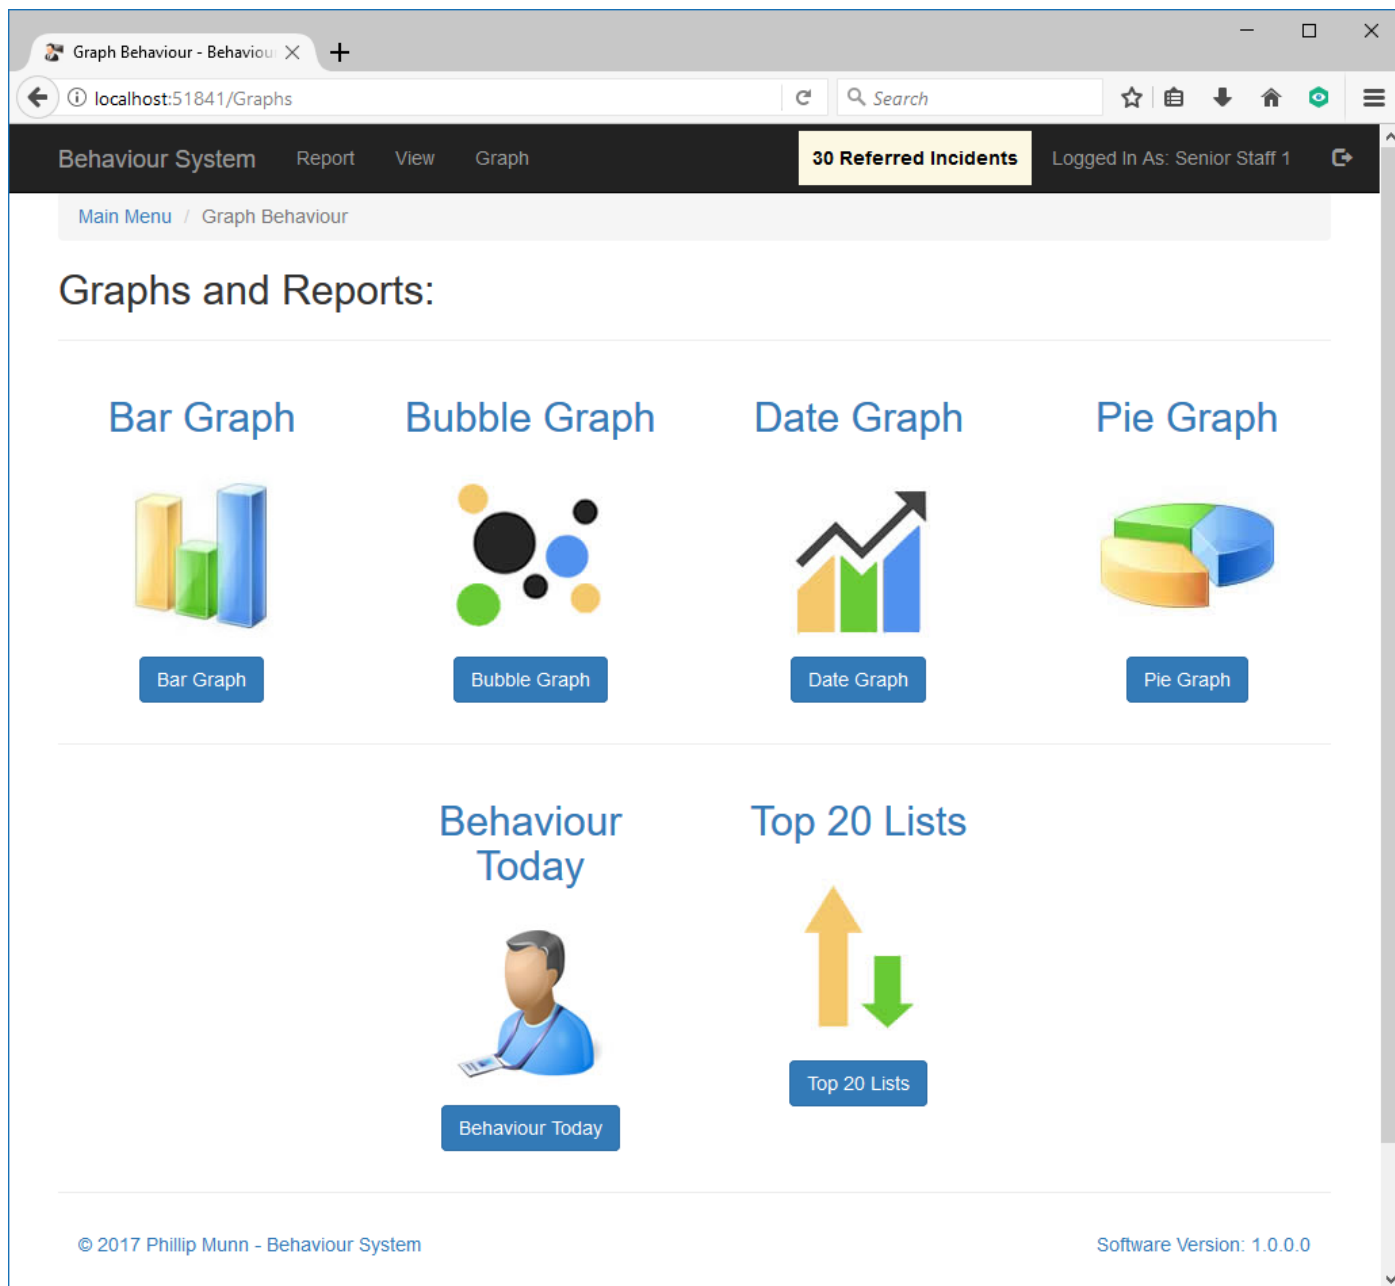 Graph Behaviour - Behaviou
localhost:51841/Graphs
Search
Behaviour System Report View Graph 30 Referred Incidents Logged In As: Senior Staff 1
Main Menu / Graph Behaviour
Graphs and Reports:
Bar Graph Bubble Graph Date Graph Pie Graph
Bar Graph Bubble Graph Date Graph Pie Graph
Behaviour Top 20 Lists
Today
Top 20 Lists
Behaviour Today
© 2017 Phillip Munn - Behaviour System Software Version: 1.0.0.0